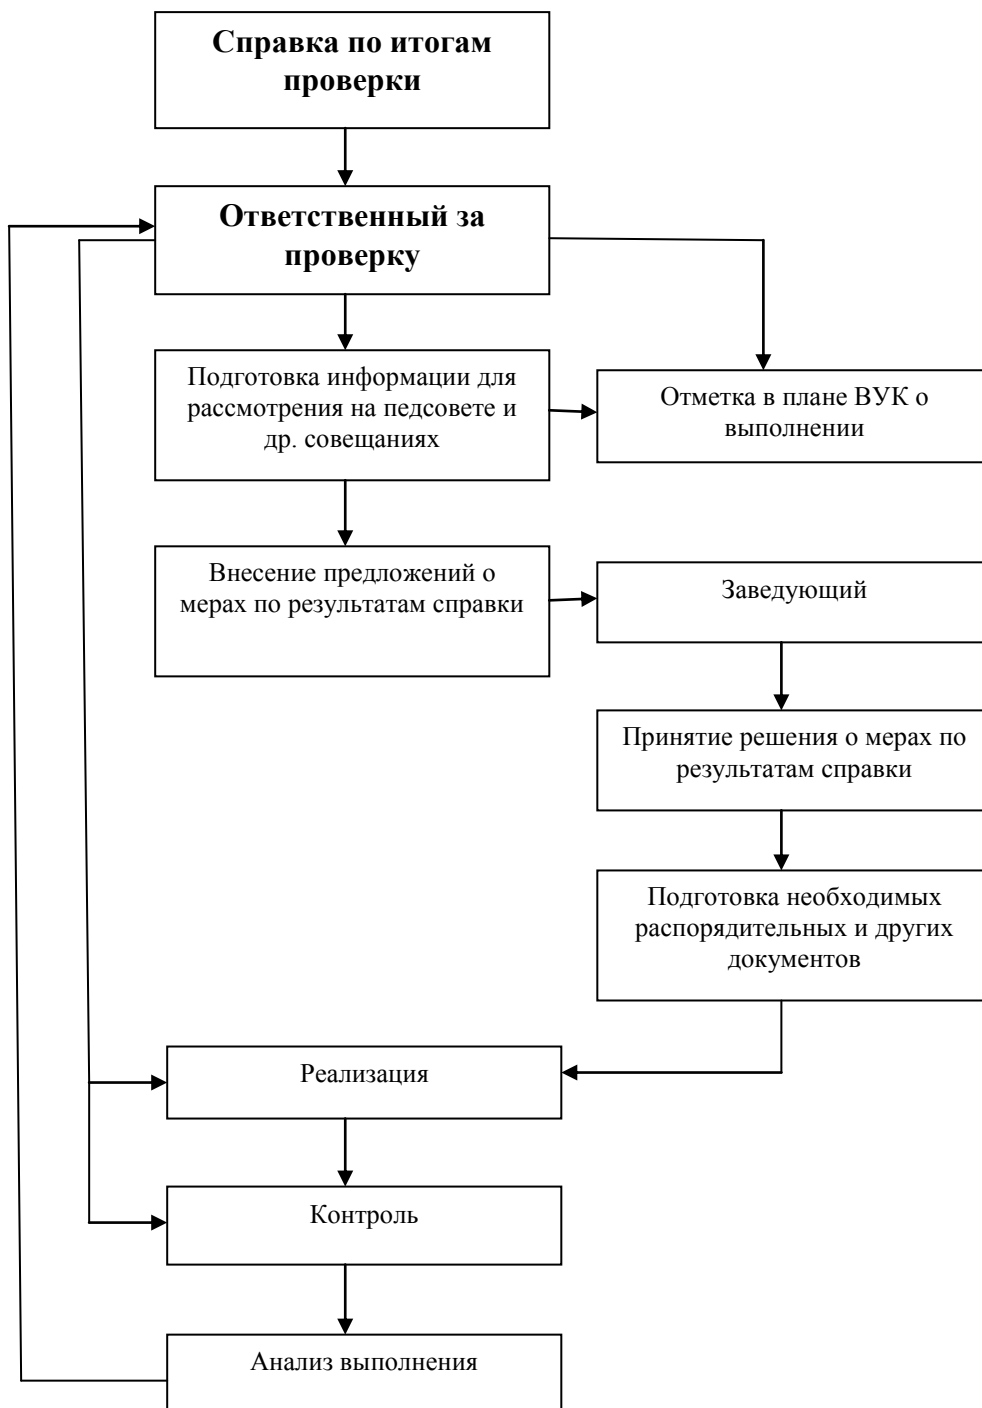 Справка по итогам
проверки
Ответственный за
проверку
Подготовка информации для
рассмотрения на педсовете и
др. совещаниях
Отметка в плане ВУК о
выполнении
Внесение предложений о
мерах по результатам справки
Заведующий
Принятие решения о мерах по
результатам справки
Подготовка необходимых
распорядительных и других
документов
Реализация
Контроль
Анализ выполнения